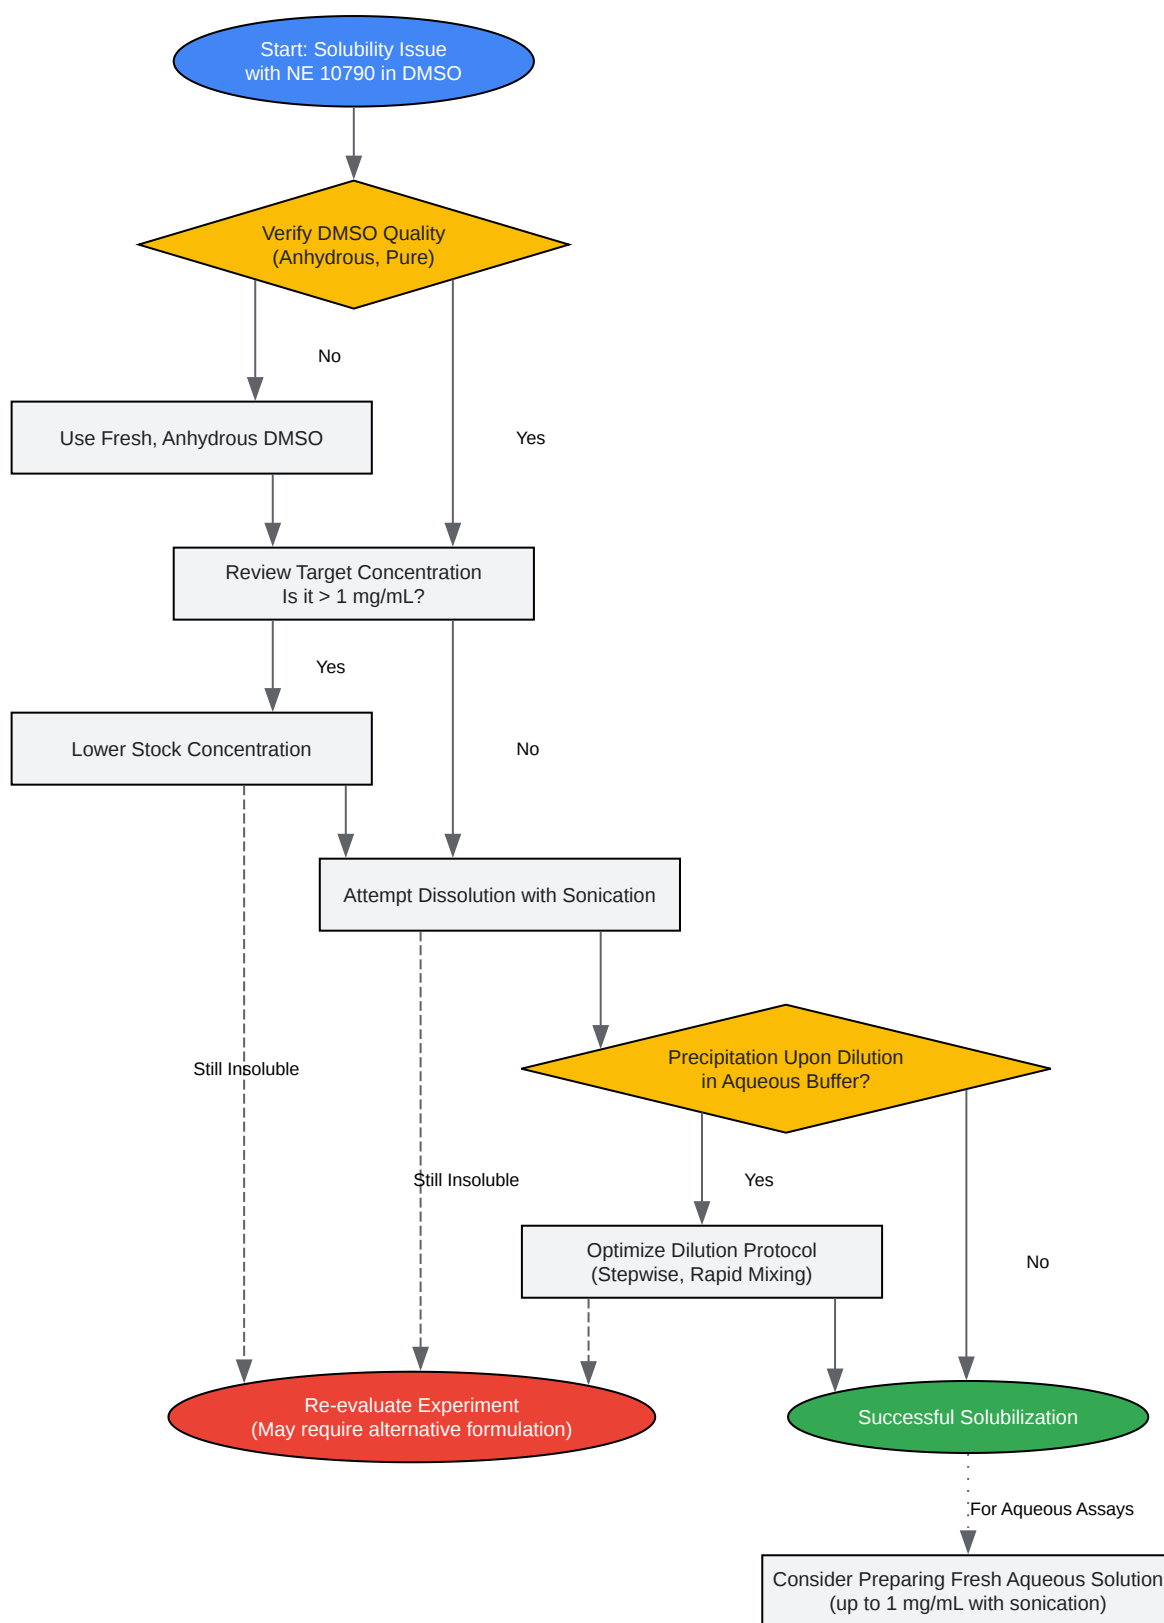 Start: Solubility Issue
with NE 10790 in DMSO
Verify DMSO Quality
(Anhydrous, Pure)
No
Use Fresh, Anhydrous DMSO
Yes
Review Target Concentration
Is it > 1 mg/mL?
Yes
Lower Stock Concentration
No
Attempt Dissolution with Sonication
Precipitation Upon Dilution
in Aqueous Buffer?
Still Insoluble
Still Insoluble
Yes
Optimize Dilution Protocol
(Stepwise, Rapid Mixing)
No
Re-evaluate Experiment
(May require alternative formulation)
Successful Solubilization
For Aqueous Assays
Consider Preparing Fresh Aqueous Solution
(up to 1 mg/mL with sonication)